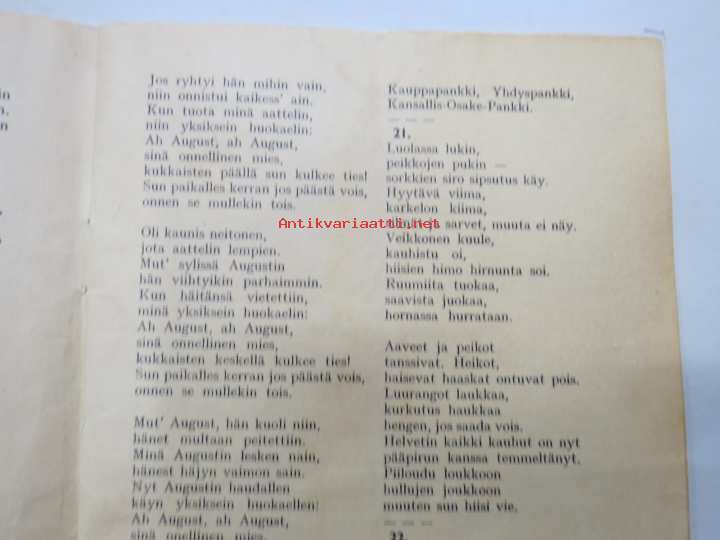 Jos ryhtyi hän mihin vain,
niin onnistui kaikess' ain.
Kun tuota minä aattelin,
niin yksiksein huokaelin:
Ah August, ah August,
sinä onnellinen mies,
kukkaisten päällä sun kulkee ties!
Sun paikalles kerran jos päästä vois,
onnen se mullekin tois.
Oli kaunis neitonen,
jota aattelin lempien.
Mut' sylissä Augustin
hän viihtyikin parhaimmin.
Kun häitänsä vietettiin,
minä yksiksein huokaelin:
Ah August, ah August,
sinä onnellinen mies,
kukkaisten keskellä kulkee ties!
Sun paikalles kerran jos päästä vois,
onnen se mullekin tois.
Mut' August, hän kuoli niin,
hänet multaan peitettiin.
Minä Augustin lesken nain,
hänest häjyn vaimon sain.
Nyt Augustin haudallen
käyn yksiksein huokaellen:
Ah August, ah August,
sinä onnellinen mies,
Kauppapankki, Yhdyspankki,
Kansallis-Osake-Pankki.
— — —
21.
Luolassa lukin,
peikkojen pukin —
sorkkien siro sipsutus käy.
Hyytävä viima,
karkelon kiima,
sarvet, muuta ei näy.
Veikkonen kuule,
kauhistu oi,
hiisien himo hirnunta soi.
Ruumiita tuokaa,
saavista juokaa,
hornassa hurrataan.
Aaveet ja peikot
tanssivat. Heikot,
haisevat haaskat ontuvat pois.
Luurangot laukkaa,
kurkutus haukkaa
hengen, jos saada vois.
Helvetin kaikki kauhut on nyt
pääpirun kanssa temmeltänyt.
Piiloudu loukkoon
hullujen joukkoon
muuten sun hiisi vie.
— — —
22.
Antikvariaatti.net